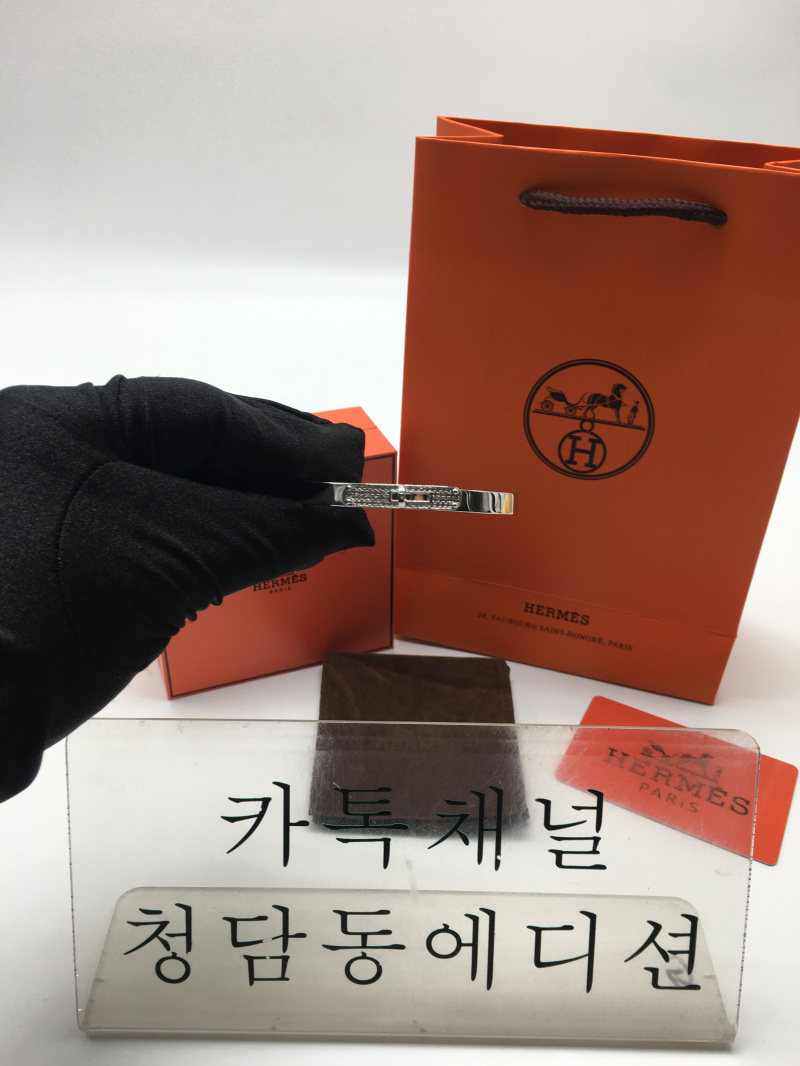 HERMÈS
24, FAUBOURG SAINT-HONORÉ, PARIS
HERMÈS
PARIS
HERMÈS
PARIS
카톡채널
청담동에디션